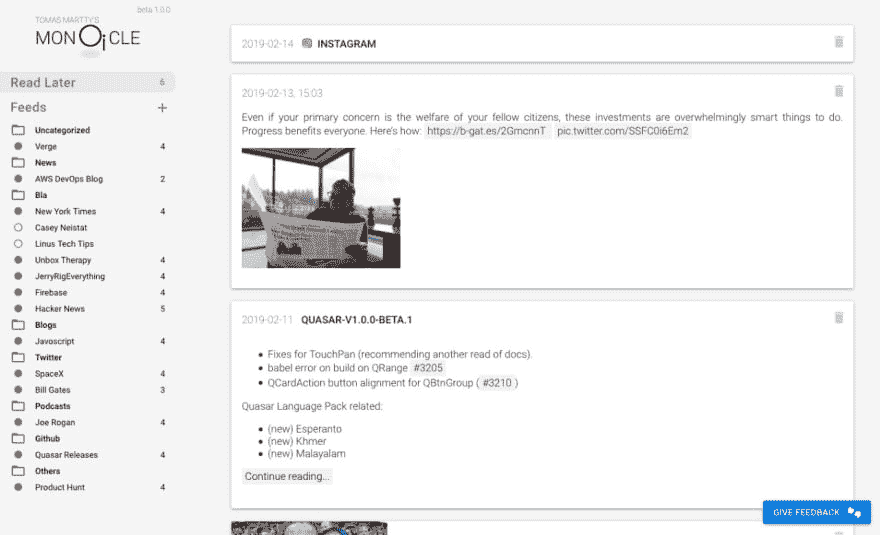 beta 1.0.0
TOMAS MARTTY'S
MONOiCLE
Read Later 6
Feeds +
Uncategorized
Verge 4
News
AWS DevOps Blog 2
Bla
New York Times 4
Casey Neistat
Linus Tech Tips
Unbox Therapy 4
JerryRigEverything 4
Firebase 4
Hacker News 5
Blogs
Javoscript 4
Twitter
SpaceX 4
Bill Gates 3
Podcasts
Joe Rogan 4
Github
Quasar Releases 4
Others
Product Hunt 4
2019-02-14 INSTAGRAM
2019-02-13, 15:03
Even if your primary concern is the welfare of your fellow citizens, these investments are overwhelmingly smart things to do.
Progress benefits everyone. Here's how: https://b-gat.es/2GmcnnT pic.twitter.com/SSFC0i6Em2
2019-02-11 QUASAR-V1.0.0-BETA.1
• Fixes for TouchPan (recommending another read of docs).
• babel error on build on QRange #3205
• QCardAction button alignment for QBtnGroup ( #3210 )
Quasar Language Pack related:
• (new) Esperanto
• (new) Khmer
• (new) Malayalam
Continue reading...
GIVE FEEDBACK